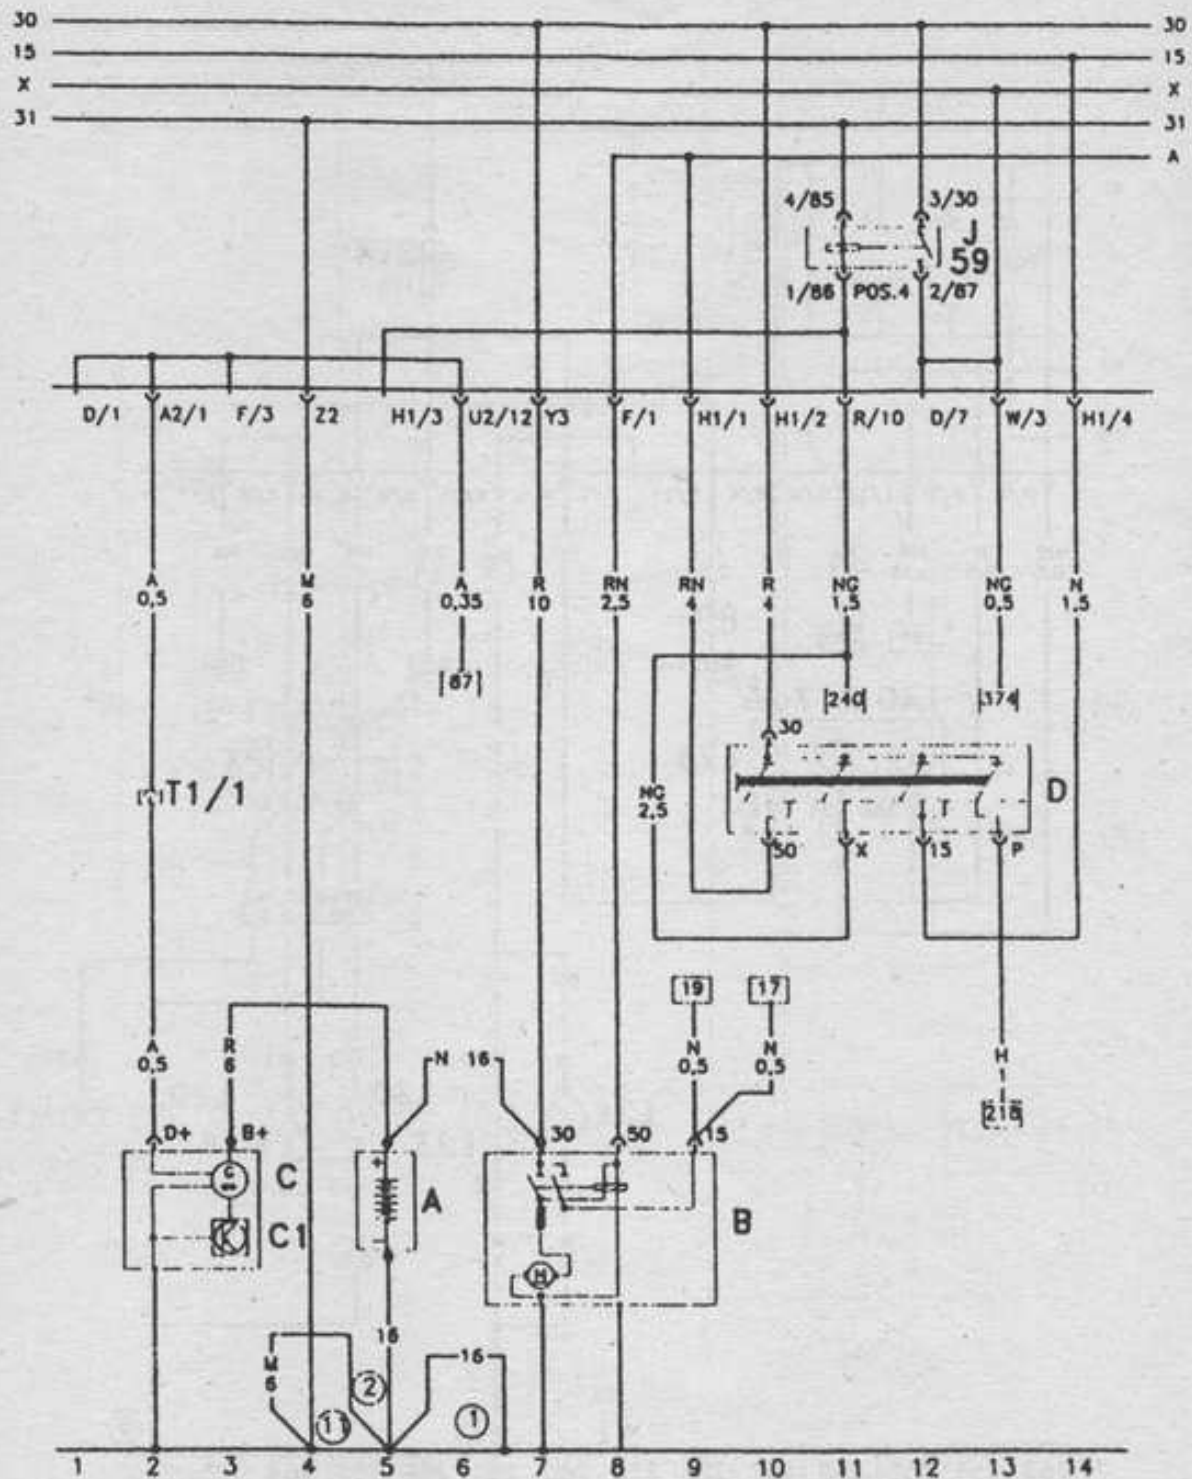 30 30
15 15
X X
31 31
A
4/85 3/30
J
59
1/86 POS.4 2/87
D/1 A2/1 F/3 Z2 H1/3 U2/12 Y3 F/1 H1/1 H1/2 R/10 D/7 W/3 H1/4
A M A R RN RN R NG NG N
0,5 6 0,35 10 2,5 4 4 1,5 0,5 1,5
87 240 374
30
T1/1 NG D
2,5
50 X 15 P
19 17
A R N 16 N N H
0,5 6 0,5 0,5 1
218
D+ B+ 30 50 15
+
G
C A B
C1
M
16
M 16
6
2
11 1
1 2 3 4 5 6 7 8 9 10 11 12 13 14